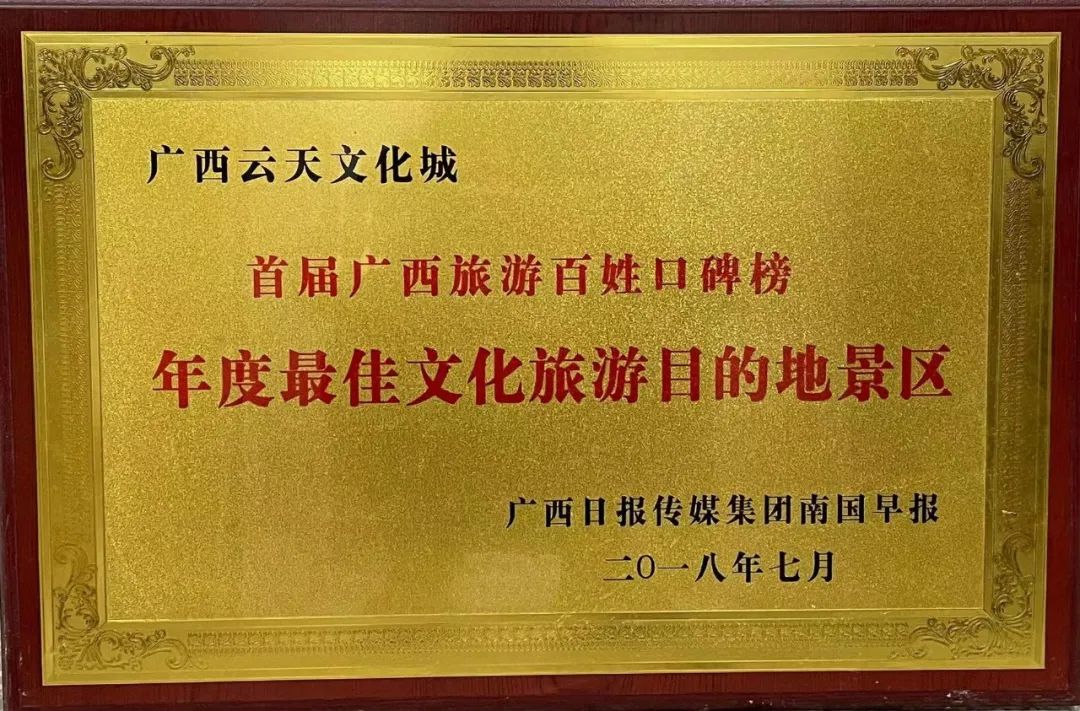 广西云天文化城
首届广西旅游百姓口碑榜
年度最佳文化旅游目的地景区
广西日报传媒集团南国早报
二〇一八年七月